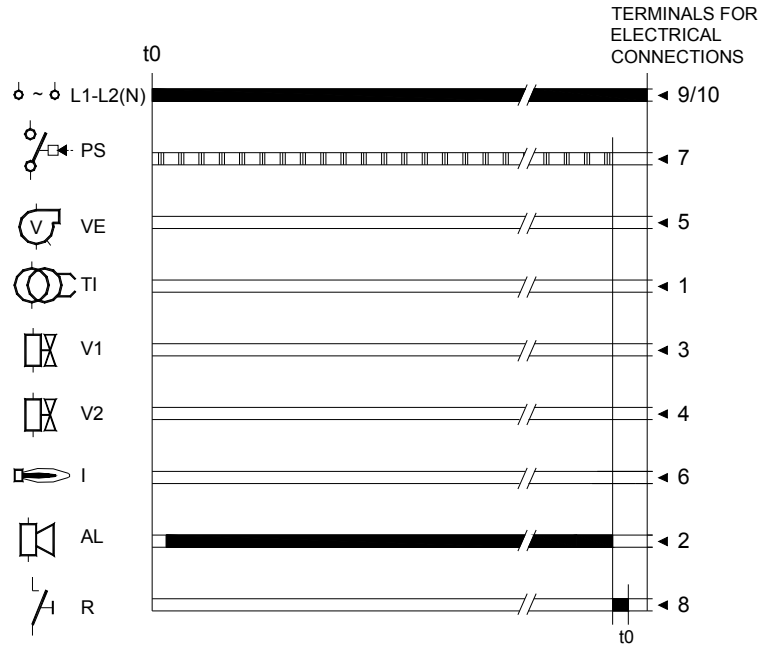 TERMINALS FOR
ELECTRICAL
CONNECTIONS
t0
~ L1-L2(N) 9/10
PS 7
V VE 5
TI 1
V1 3
V2 4
I 6
AL 2
L R 8
t0